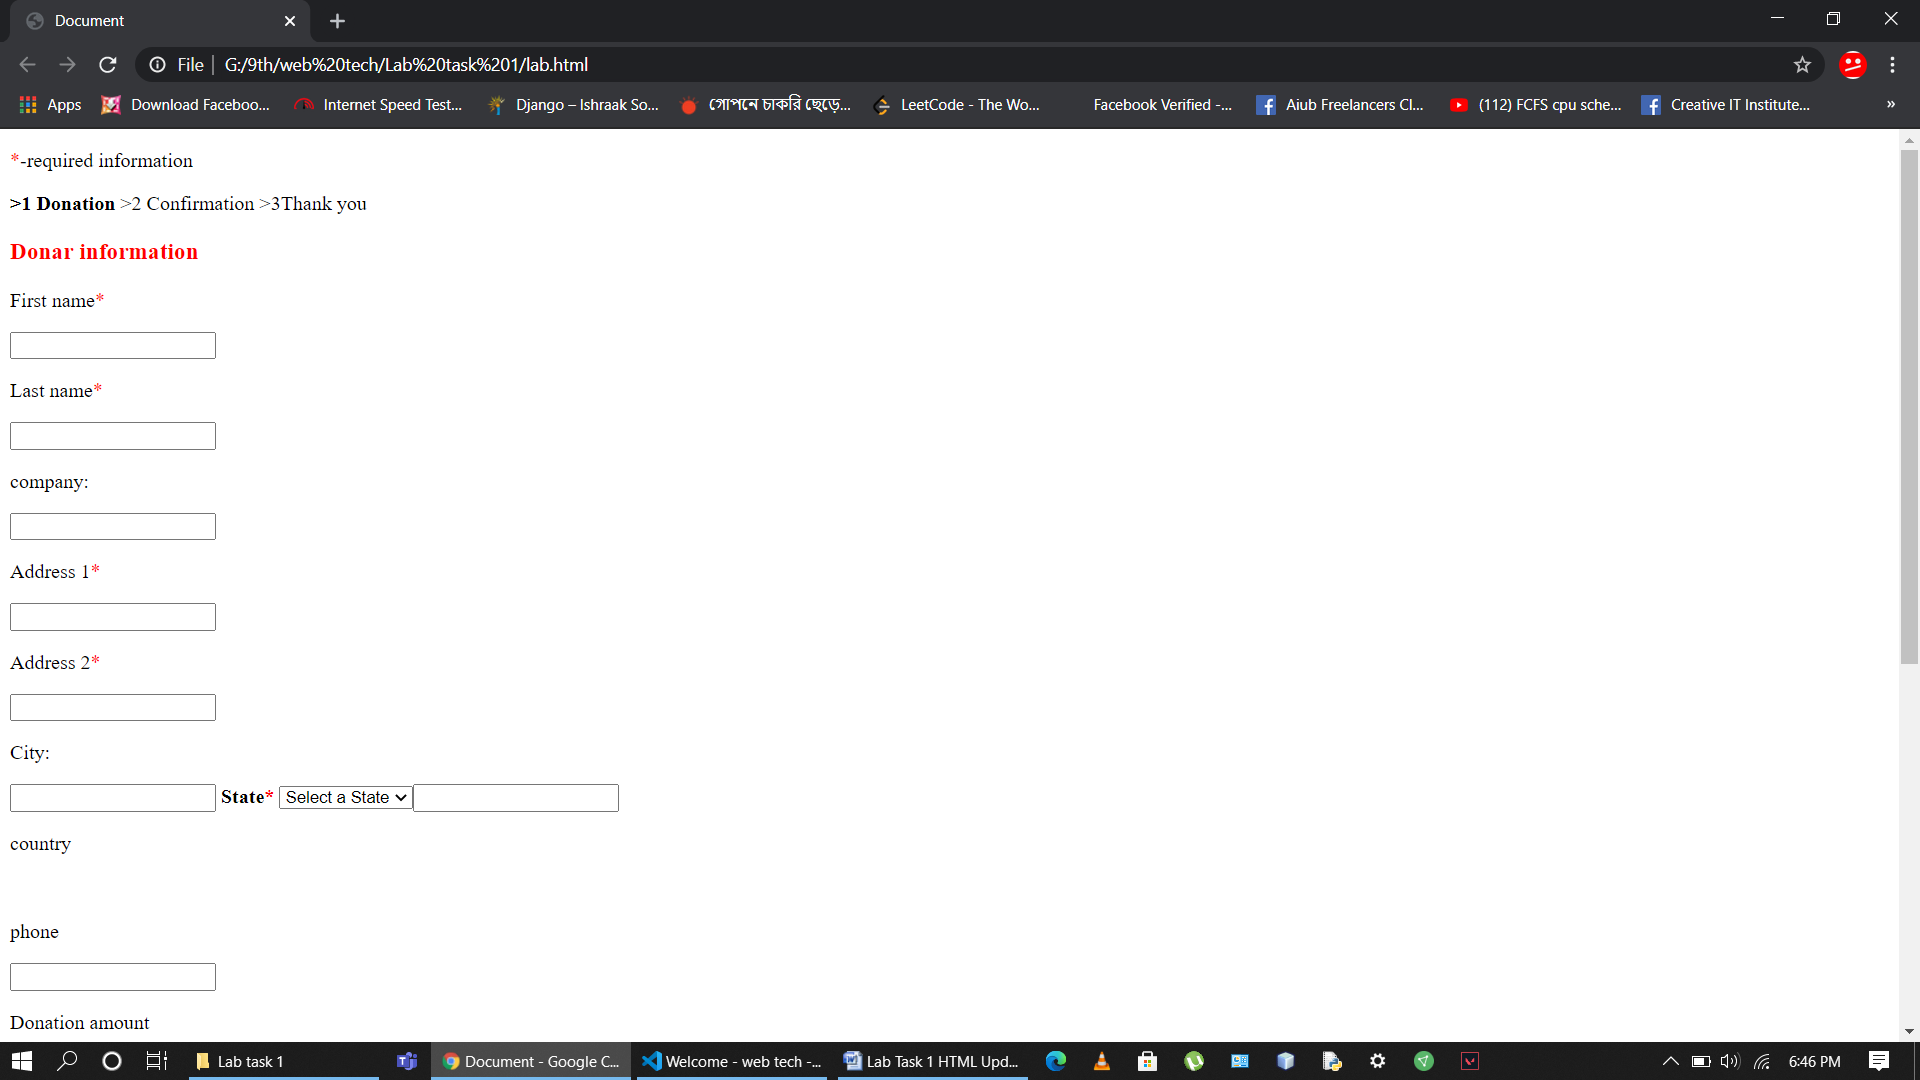 Document
File
G:/9th/web%20tech/Lab%20task%201/lab.html
Apps Download Faceboo... Internet Speed Test... Django – Ishraak So... গোপনে চাকরি ছেড়ে... LeetCode - The Wo... Facebook Verified -... Aiub Freelancers Cl... (112) FCFS cpu sche... Creative IT Institute... »
*-required information
>1 Donation >2 Confirmation >3Thank you
Donar information
First name*
Last name*
company:
Address 1*
Address 2*
City:
State* Select a State
country
phone
Donation amount
Lab task 1 Document - Google C... Welcome - web tech -... Lab Task 1 HTML Upd... 6:46 PM